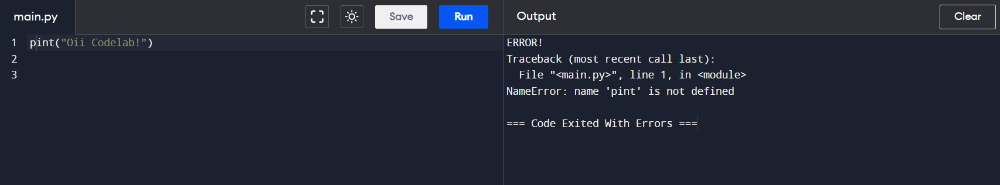 main.py
Save
Run
Output
Clear
1 pint("Oii Codelab!")
2
3
ERROR!
Traceback (most recent call last):
  File "<main.py>", line 1, in <module>
NameError: name 'pint' is not defined
=== Code Exited With Errors ===